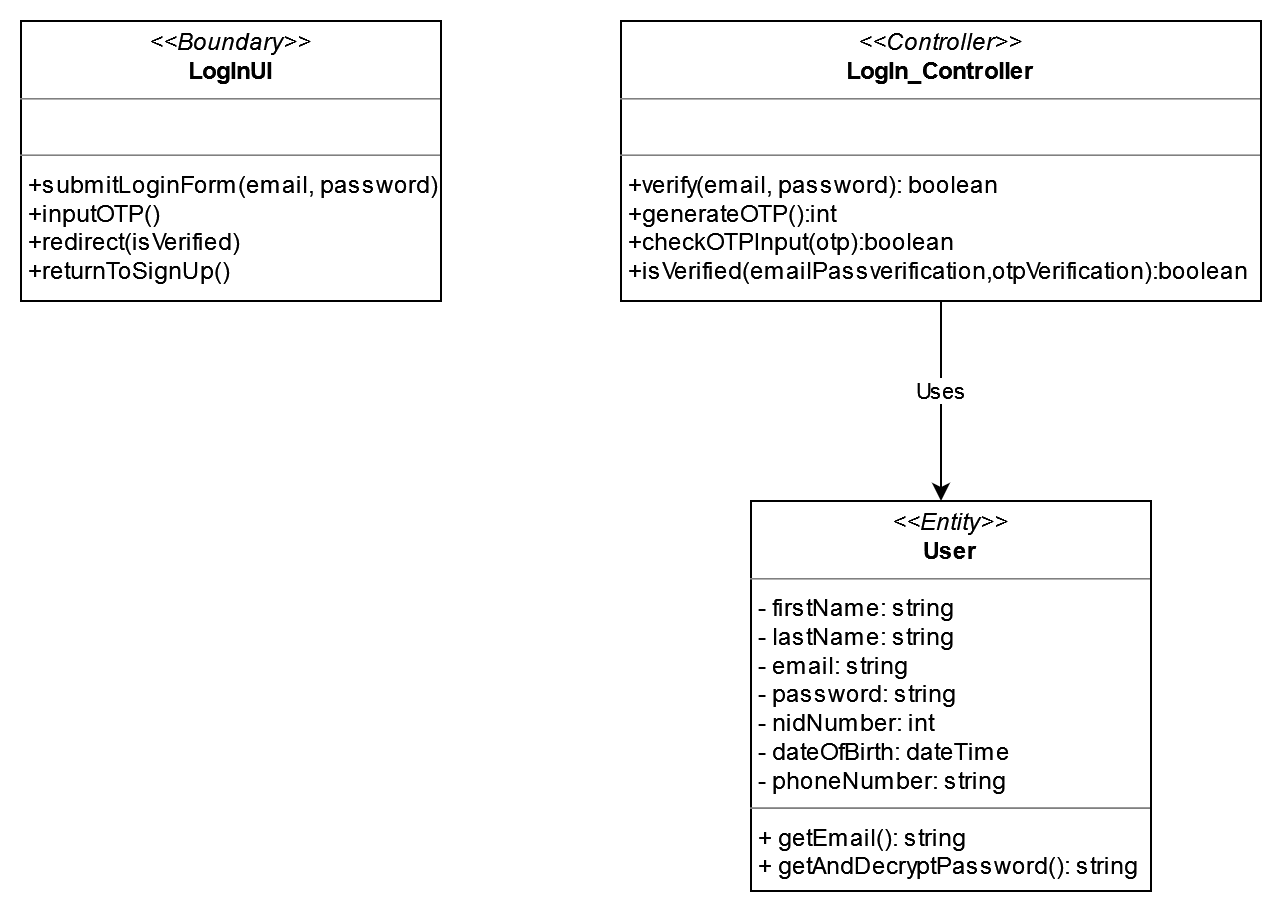 <<Boundary>>
LogInUI
+submitLoginForm(email, password)
+inputOTP()
+redirect(isVerified)
+returnToSignUp()
<<Controller>>
LogIn_Controller
+verify(email, password): boolean
+generateOTP():int
+checkOTPInput(otp):boolean
+isVerified(emailPassverification,otpVerification):boolean
Uses
<<Entity>>
User
- firstName: string
- lastName: string
- email: string
- password: string
- nidNumber: int
- dateOfBirth: dateTime
- phoneNumber: string
+ getEmail(): string
+ getAndDecryptPassword(): string